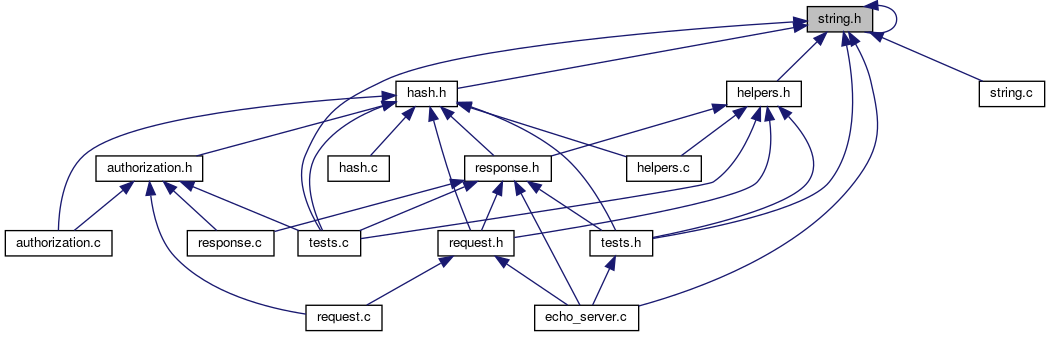 string.h
hash.h
helpers.h
string.c
authorization.h
hash.c
response.h
helpers.c
authorization.c
response.c
tests.c
request.h
tests.h
request.c
echo_server.c